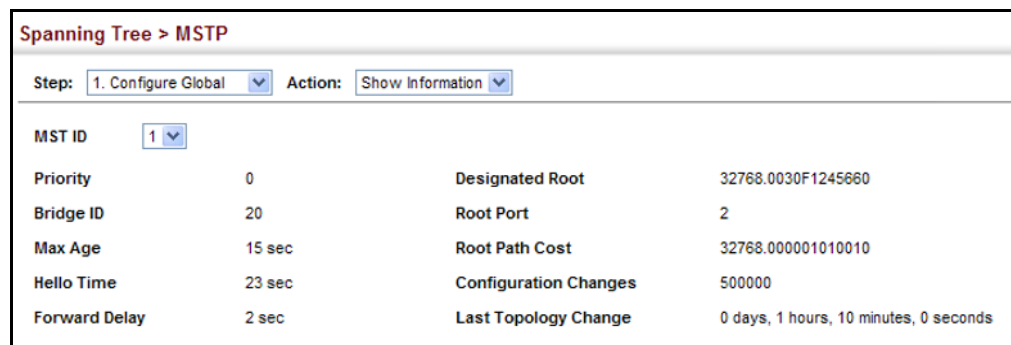 Spanning Tree > MSTP
Step: 1. Configure Global Action: Show Information
MST ID 1
Priority 0 Designated Root 32768.0030F1245660
Bridge ID 20 Root Port 2
Max Age 15 sec Root Path Cost 32768.000001010010
Hello Time 23 sec Configuration Changes 500000
Forward Delay 2 sec Last Topology Change 0 days, 1 hours, 10 minutes, 0 seconds